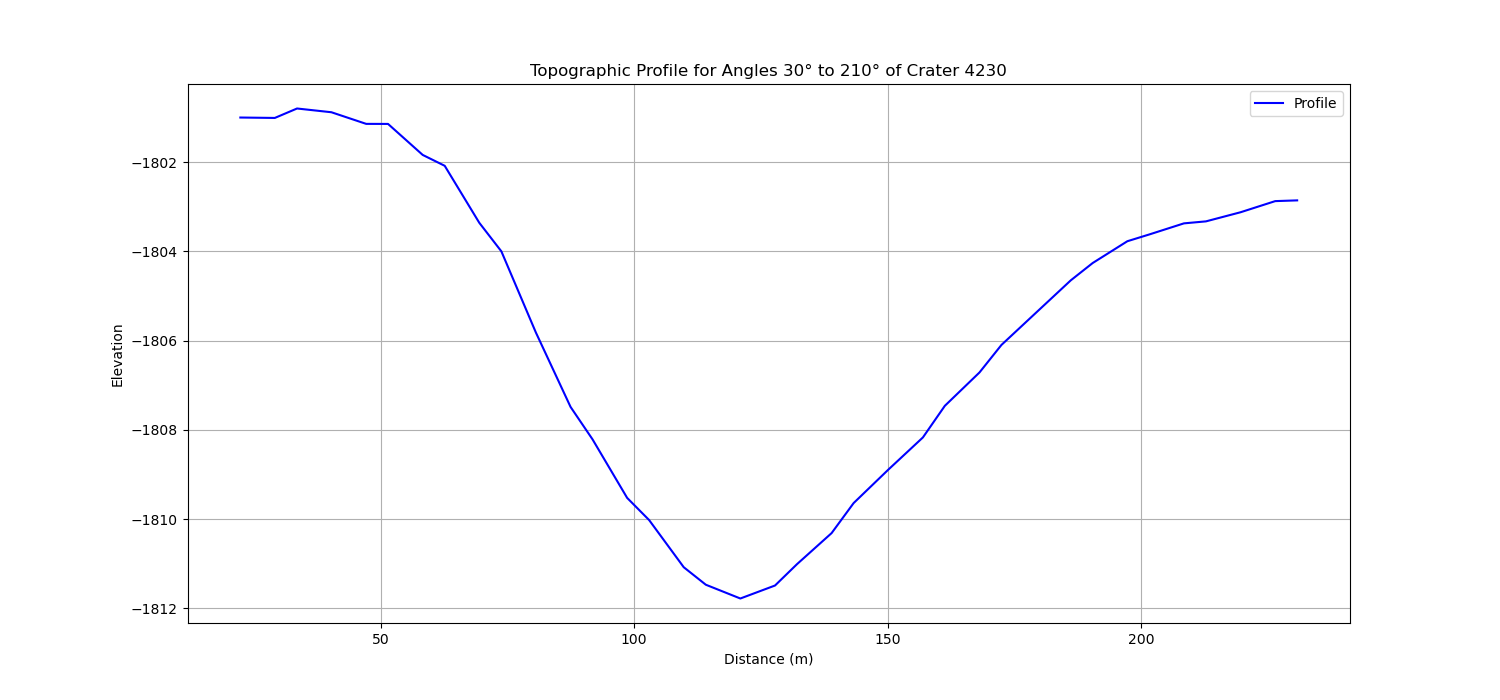 Topographic Profile for Angles 30° to 210° of Crater 4230
Profile
−1802
−1804
−1806
−1808
−1810
−1812
Elevation
50
100
150
200
Distance (m)